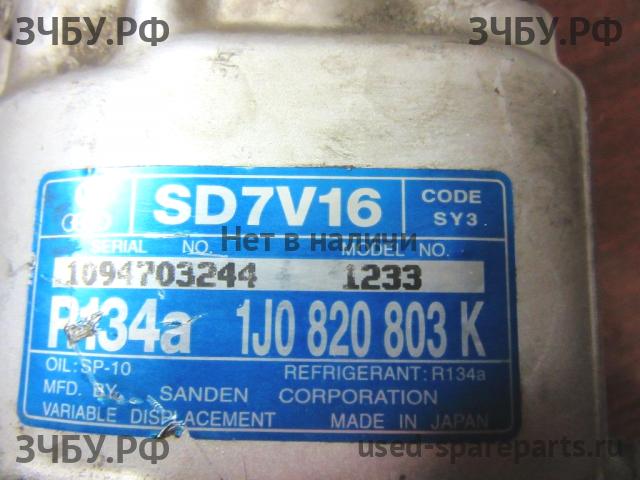 ЗЧБУ.РФ ЗЧБУ.РФ
SD7V16 CODE SY3
SERIAL NO. MODEL NO.
Нет в наличи
1094703244 1233
R134a 1J0 820 803 K
OIL: SP-10 REFRIGERANT: R134a
MFD. BY SANDEN CORPORATION
VARIABLE DISPLACEMENT MADE IN JAPAN
ЗЧБУ.РФ used-spareparts.ru